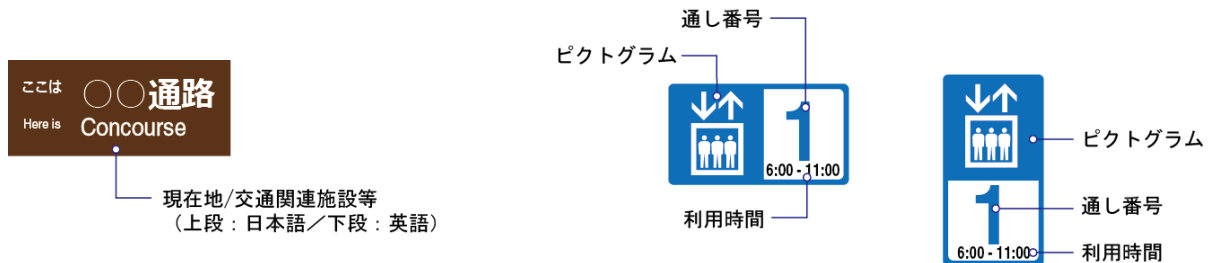 ここは ○○通路
Here is Concourse
現在地/交通関連施設等
（上段：日本語／下段：英語）
通し番号
ピクトグラム
1
6:00 - 11:00
利用時間
ピクトグラム
1
通し番号
6:00 - 11:00
利用時間